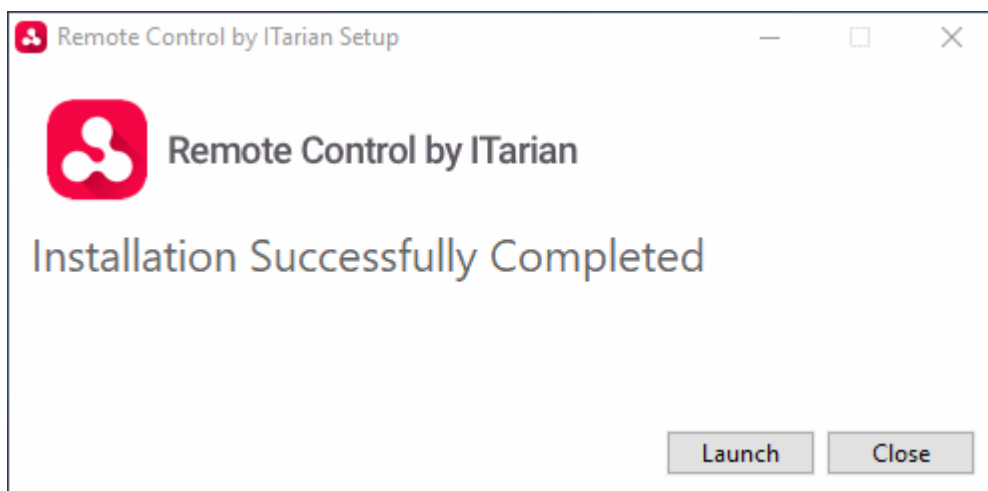 Remote Control by ITarian Setup
Remote Control by ITarian
Installation Successfully Completed
Launch Close